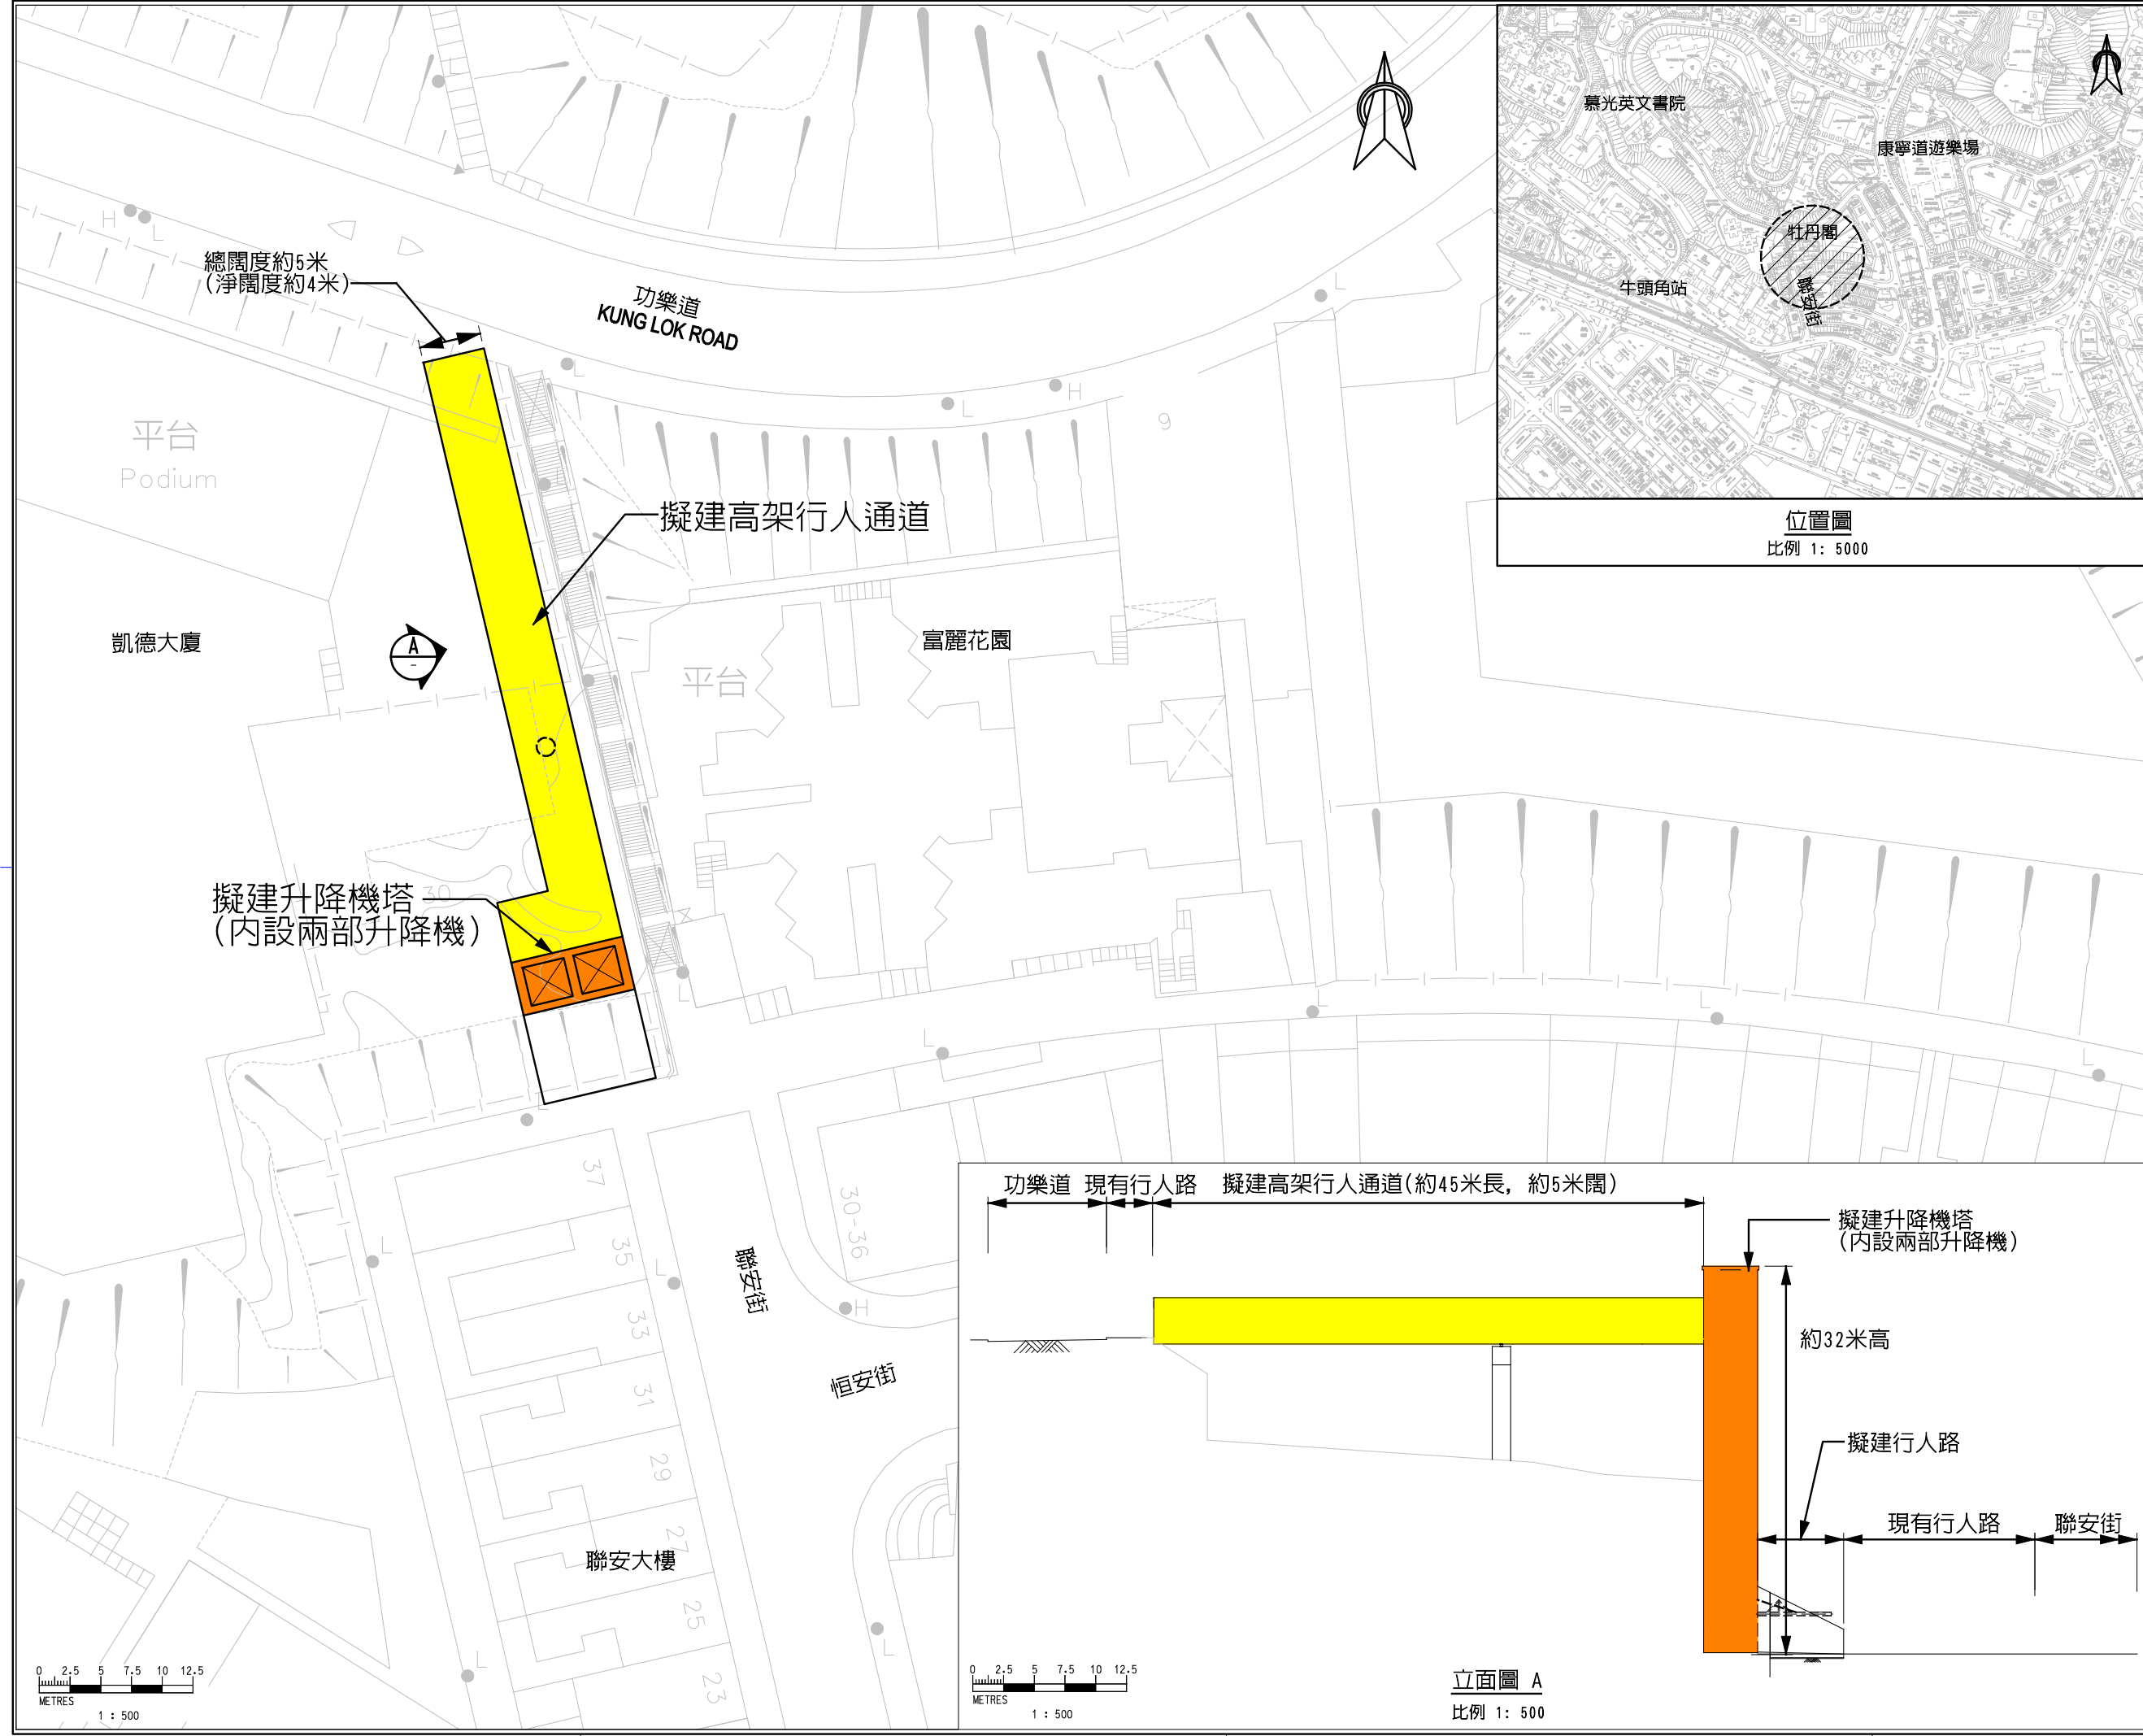 總闊度約5米
(淨闊度約4米)
功樂道
KUNG LOK ROAD
H
L
L
L
L
L
H
9
平台
Podium
擬建高架行人通道
凱德大廈
A
-
平台
富麗花園
擬建升降機塔
(內設兩部升降機)
30
L
L
L
L
L
37
35
33
31
29
27
25
23
30-36
L
L
H
聯安街
恒安街
聯安大樓
L
L
0 2.5 5 7.5 10 12.5
METRES
1 : 500
慕光英文書院
康寧道遊樂場
牡丹閣
牛頭角站
聯安街
位置圖
比例 1: 5000
功樂道 現有行人路 擬建高架行人通道(約45米長, 約5米闊)
擬建升降機塔
(內設兩部升降機)
約32米高
擬建行人路
現有行人路 聯安街
0 2.5 5 7.5 10 12.5
METRES
1 : 500
立面圖 A
比例 1: 500